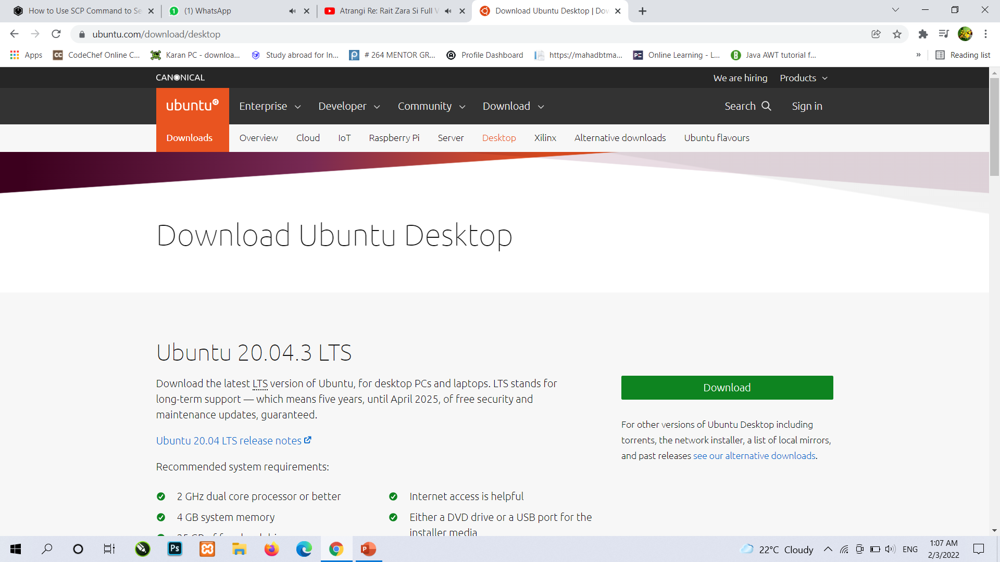 How to Use SCP Command to Se
(1) WhatsApp
Atrangi Re: Rait Zara Si Full V
Download Ubuntu Desktop | Dow
ubuntu.com/download/desktop
Apps
CodeChef Online C...
Karan PC - downloa...
Study abroad for In...
# 264 MENTOR GR...
Profile Dashboard
https://mahadbtma...
Online Learning - L...
Java AWT tutorial f...
»
Reading list
CANONICAL
We are hiring
Products
ubuntu
Enterprise
Developer
Community
Download
Search
Sign in
Downloads
Overview
Cloud
IoT
Raspberry Pi
Server
Desktop
Xilinx
Alternative downloads
Ubuntu flavours
Download Ubuntu Desktop
Ubuntu 20.04.3 LTS
Download the latest LTS version of Ubuntu, for desktop PCs and laptops. LTS stands for
long-term support — which means five years, until April 2025, of free security and
maintenance updates, guaranteed.
Ubuntu 20.04 LTS release notes
Recommended system requirements:
2 GHz dual core processor or better
4 GB system memory
Internet access is helpful
Either a DVD drive or a USB port for the
installer media
Download
For other versions of Ubuntu Desktop including
torrents, the network installer, a list of local mirrors,
and past releases see our alternative downloads.
22°C Cloudy
ENG
1:07 AM
2/3/2022